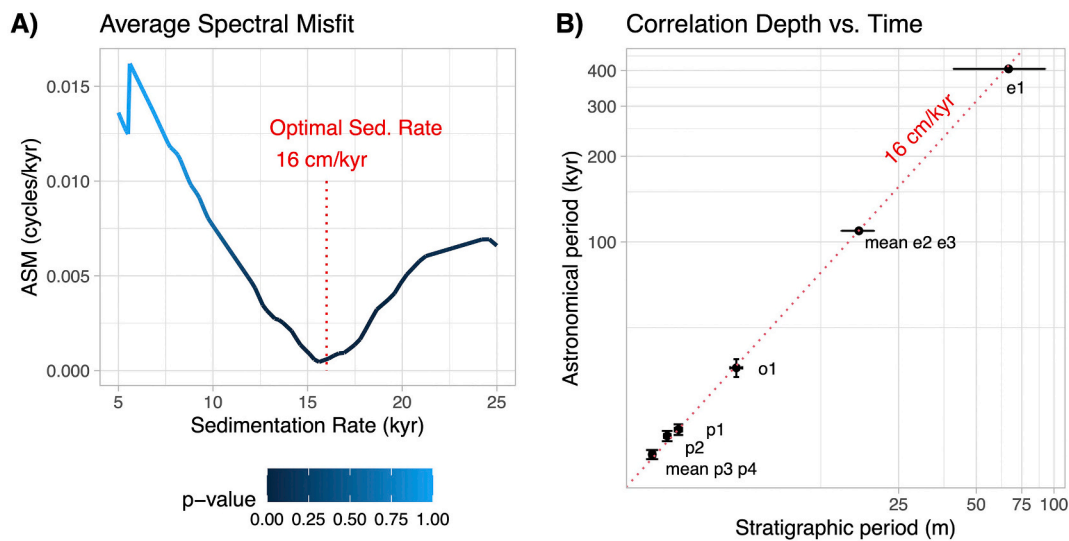 A)
Average Spectral Misfit
ASM (cycles/kyr)
0.015
0.010
0.005
0.000
Optimal Sed. Rate
16 cm/kyr
5 10 15 20 25
Sedimentation Rate (kyr)
p-value
0.00 0.25 0.50 0.75 1.00
B)
Correlation Depth vs. Time
Astronomical period (kyr)
400
300
200
100
16 cm/kyr
e1
mean e2 e3
o1
p1
p2
mean p3 p4
25 50 75 100
Stratigraphic period (m)